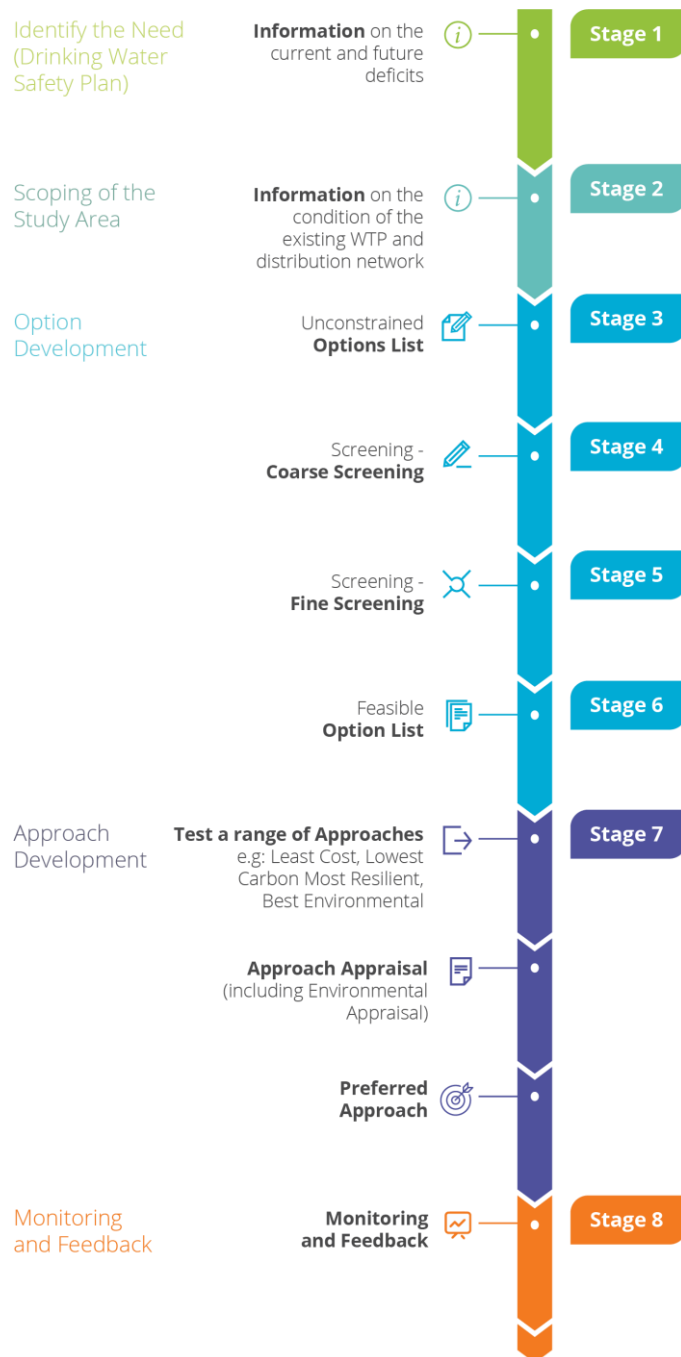 Identify the Need
(Drinking Water
Safety Plan)
Information on the
current and future
deficits
Stage 1
Scoping of the
Study Area
Information on the
condition of the
existing WTP and
distribution network
Stage 2
Option
Development
Unconstrained
Options List
Stage 3
Screening -
Coarse Screening
Stage 4
Screening -
Fine Screening
Stage 5
Feasible
Option List
Stage 6
Approach
Development
Test a range of Approaches
e.g: Least Cost, Lowest
Carbon Most Resilient,
Best Environmental
Stage 7
Approach Appraisal
(including Environmental
Appraisal)
Preferred
Approach
Monitoring
and Feedback
Monitoring
and Feedback
Stage 8